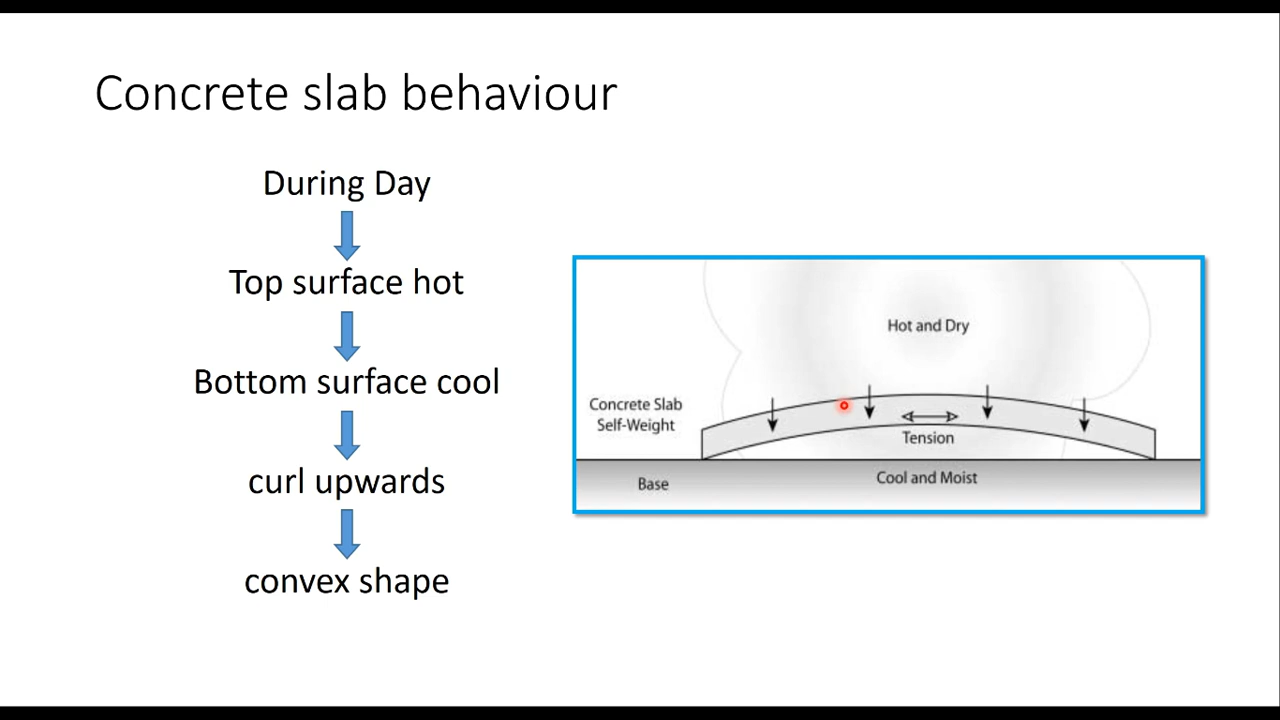 Concrete slab behaviour
During Day
Top surface hot
Bottom surface cool
curl upwards
convex shape
Hot and Dry
Concrete Slab
Self-Weight
Tension
Base
Cool and Moist